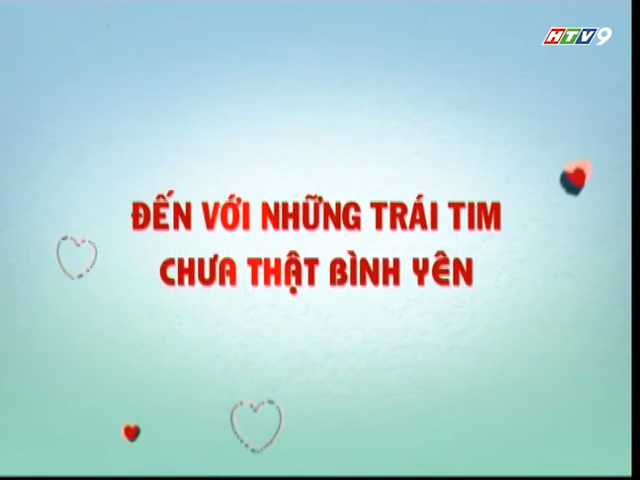 HTV9
ĐẾN VỚI NHỮNG TRÁI TIM
CHƯA THẬT BÌNH YÊN